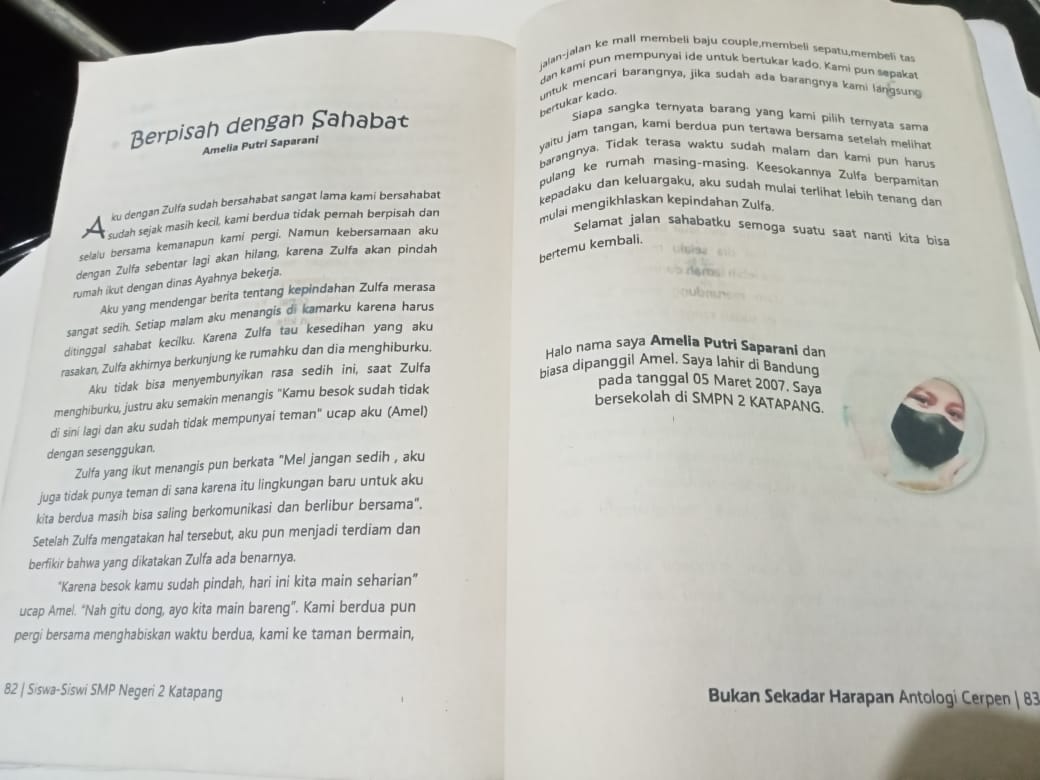 Berpisah dengan Sahabat
Amelia Putri Saparani
Aku dengan Zulfa sudah bersahabat sangat lama kami bersahabat
sudah sejak masih kecil, kami berdua tidak pernah berpisah dan
selalu bersama kemanapun kami pergi. Namun kebersamaan aku
dengan Zulfa sebentar lagi akan hilang, karena Zulfa akan pindah
rumah ikut dengan dinas Ayahnya bekerja.
Aku yang mendengar berita tentang kepindahan Zulfa merasa
sangat sedih. Setiap malam aku menangis di kamarku karena harus
ditinggal sahabat kecilku. Karena Zulfa tau kesedihan yang aku
rasakan, Zulfa akhirnya berkunjung ke rumahku dan dia menghiburku.
Aku tidak bisa menyembunyikan rasa sedih ini, saat Zulfa
menghiburku, justru aku semakin menangis "Kamu besok sudah tidak
di sini lagi dan aku sudah tidak mempunyai teman" ucap aku (Amel)
dengan sesenggukan.
Zulfa yang ikut menangis pun berkata "Mel jangan sedih , aku
juga tidak punya teman di sana karena itu lingkungan baru untuk aku
kita berdua masih bisa saling berkomunikasi dan berlibur bersama".
Setelah Zulfa mengatakan hal tersebut, aku pun menjadi terdiam dan
berfikir bahwa yang dikatakan Zulfa ada benarnya.
"Karena besok kamu sudah pindah, hari ini kita main seharian"
ucap Amel. "Nah gitu dong, ayo kita main bareng". Kami berdua pun
pergi bersama menghabiskan waktu berdua, kami ke taman bermain,
82 | Siswa-Siswi SMP Negeri 2 Katapang
jalan-jalan ke mall membeli baju couple,membeli sepatu,membeli tas
dan kami pun mempunyai ide untuk bertukar kado. Kami pun sepakat
untuk mencari barangnya, jika sudah ada barangnya kami langsung
bertukar kado.
Siapa sangka ternyata barang yang kami pilih ternyata sama
yaitu jam tangan, kami berdua pun tertawa bersama setelah melihat
barangnya. Tidak terasa waktu sudah malam dan kami pun harus
pulang ke rumah masing-masing. Keesokannya Zulfa berpamitan
kepadaku dan keluargaku, aku sudah mulai terlihat lebih tenang dan
mulai mengikhlaskan kepindahan Zulfa.
Selamat jalan sahabatku semoga suatu saat nanti kita bisa
bertemu kembali.
Halo nama saya Amelia Putri Saparani dan
biasa dipanggil Amel. Saya lahir di Bandung
pada tanggal 05 Maret 2007. Saya
bersekolah di SMPN 2 KATAPANG.
Bukan Sekadar Harapan Antologi Cerpen | 83